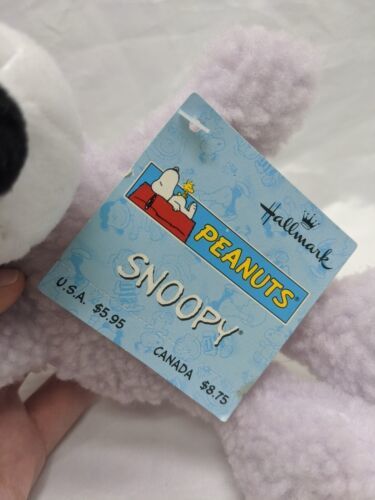 Hallmark
PEANUTS®
SNOOPY®
U.S.A. $5.95
CANADA $8.75